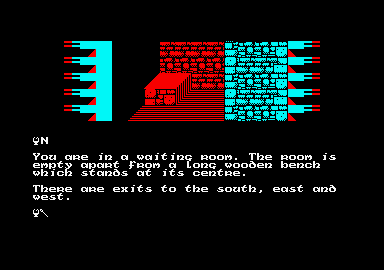 N
You are in a waiting room. The room is
empty apart from a long wooden bench
which stands at its centre.
There are exits to the south, east and
west.